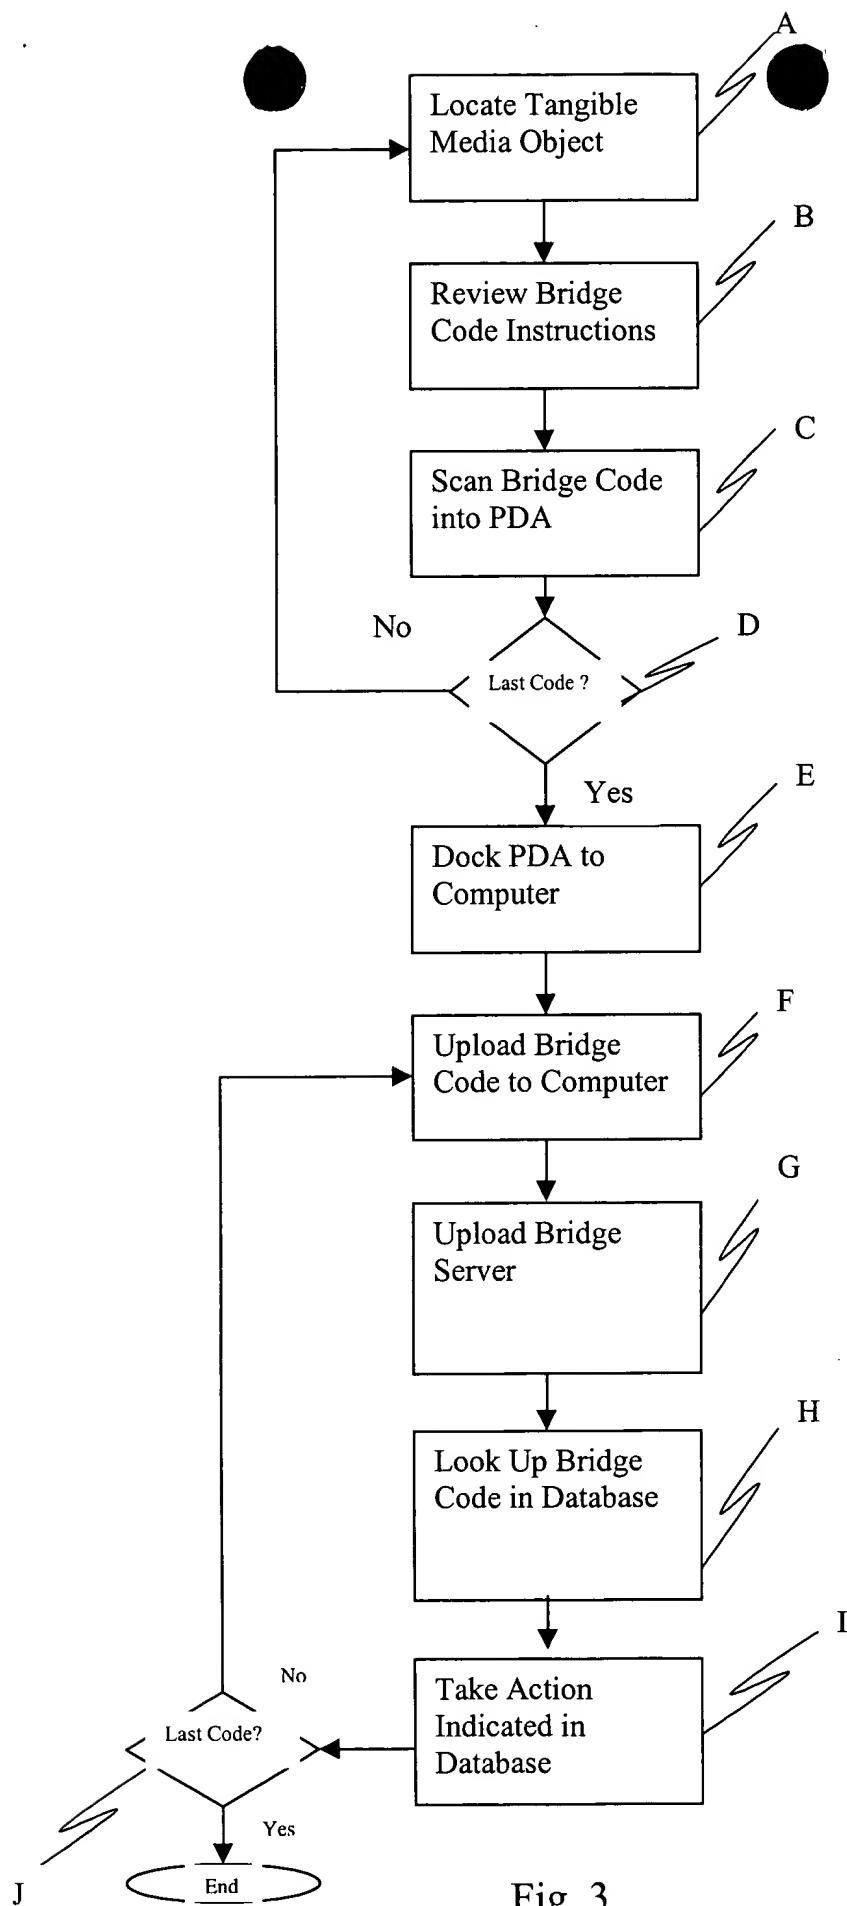 A
Locate Tangible
Media Object
B
Review Bridge
Code Instructions
C
Scan Bridge Code
into PDA
No
D
Last Code ?
Yes
E
Dock PDA to
Computer
F
Upload Bridge
Code to Computer
G
Upload Bridge
Server
H
Look Up Bridge
Code in Database
I
Take Action
Indicated in
Database
No
Last Code?
Yes
J
End
Fig. 3